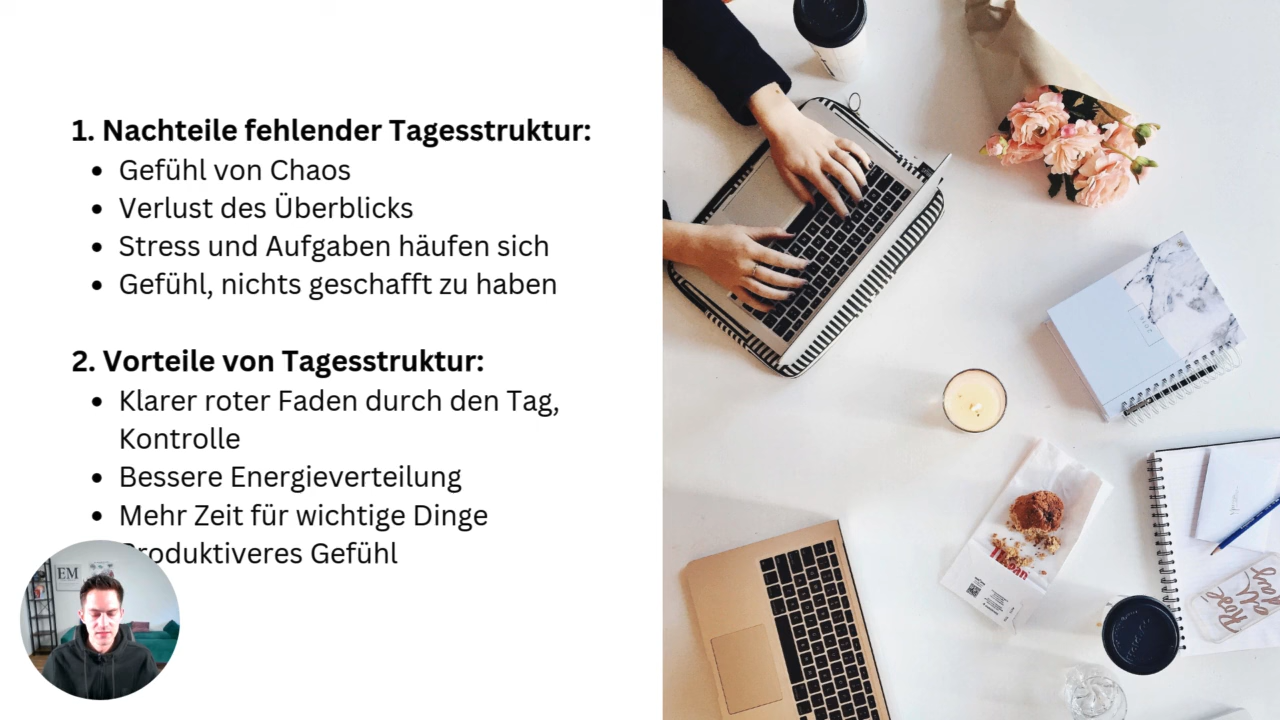 1. Nachteile fehlender Tagesstruktur:
• Gefühl von Chaos
• Verlust des Überblicks
• Stress und Aufgaben häufen sich
• Gefühl, nichts geschafft zu haben
2. Vorteile von Tagesstruktur:
• Klarer roter Faden durch den Tag,
Kontrolle
• Bessere Energieverteilung
• Mehr Zeit für wichtige Dinge
Produktiveres Gefühl
EM